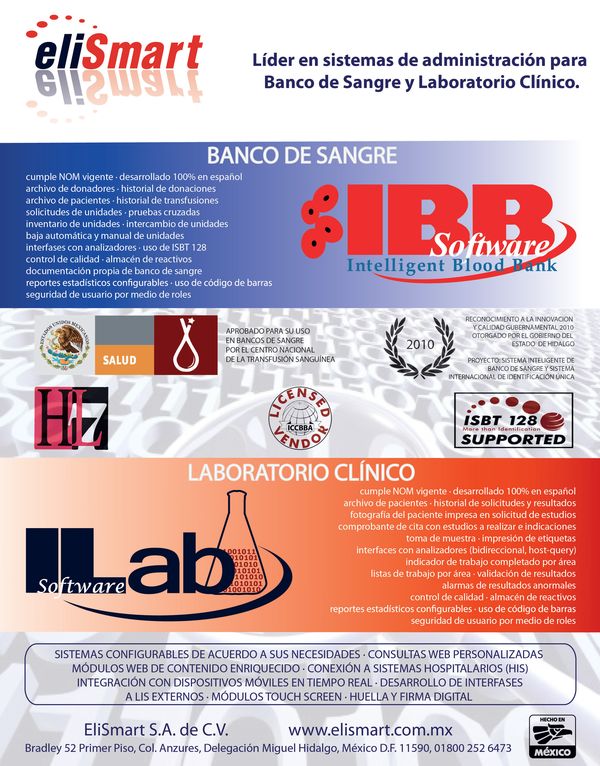 eliSmart
Líder en sistemas de administración para
Banco de Sangre y Laboratorio Clínico.
BANCO DE SANGRE
cumple NOM vigente · desarrollado 100% en español
archivo de donadores · historial de donaciones
archivo de pacientes · historial de transfusiones
solicitudes de unidades · pruebas cruzadas
inventario de unidades · intercambio de unidades
baja automática y manual de unidades
interfases con analizadores · uso de ISBT 128
control de calidad · almacén de reactivos
documentación propia de banco de sangre
reportes estadísticos configurables · uso de código de barras
seguridad de usuario por medio de roles
IBB
Software
Intelligent Blood Bank
ESTADOS UNIDOS MEXICANOS
SALUD
APROBADO PARA SU USO
EN BANCOS DE SANGRE
POR EL CENTRO NACIONAL
DE LA TRANSFUSIÓN SANGUÍNEA
2010
RECONOCIMIENTO A LA INNOVACION
Y CALIDAD GUBERNAMENTAL 2010
OTORGADO POR EL GOBIERNO DEL
ESTADO DE HIDALGO
PROYECTO: SISTEMA INTELIGENTE DE
BANCO DE SANGRE Y SISTEMA
INTERNACIONAL DE IDENTIFICACIÓN ÚNICA
HL7
LICENSED
ICCBBA
VENDOR
ISBT 128
More than Identification
SUPPORTED
LABORATORIO CLÍNICO
cumple NOM vigente · desarrollado 100% en español
archivo de pacientes · historial de solicitudes y resultados
fotografía del paciente impresa en solicitud de estudios
comprobante de cita con estudios a realizar e indicaciones
toma de muestra · impresión de etiquetas
interfaces con analizadores (bidireccional, host-query)
indicador de trabajo completado por área
listas de trabajo por área · validación de resultados
alarmas de resultados anormales
control de calidad · almacén de reactivos
reportes estadísticos configurables · uso de código de barras
seguridad de usuario por medio de roles
ILab
Software
SISTEMAS CONFIGURABLES DE ACUERDO A SUS NECESIDADES · CONSULTAS WEB PERSONALIZADAS
MÓDULOS WEB DE CONTENIDO ENRIQUECIDO · CONEXIÓN A SISTEMAS HOSPITALARIOS (HIS)
INTEGRACIÓN CON DISPOSITIVOS MÓVILES EN TIEMPO REAL · DESARROLLO DE INTERFASES
A LIS EXTERNOS · MÓDULOS TOUCH SCREEN · HUELLA Y FIRMA DIGITAL
EliSmart S.A. de C.V. www.elismart.com.mx
Bradley 52 Primer Piso, Col. Anzures, Delegación Miguel Hidalgo, México D.F. 11590, 01800 252 6473
HECHO EN
MÉXICO